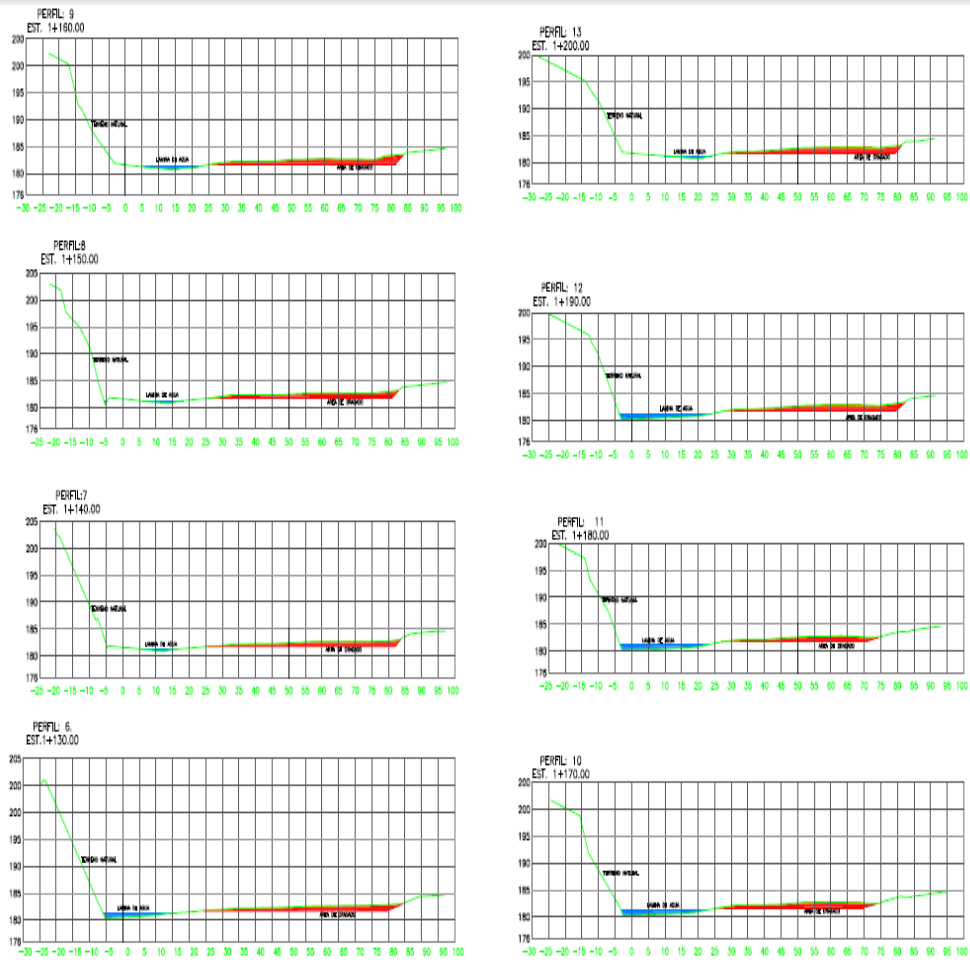 PERFIL: 9
EST. 1+160.00
200
200
195
190
185
180
176
TERRENO NATURAL
LAMINA DE AGUA
AREA DE DRAGADO
-30 -25 -20 -15 -10 -5 0 5 10 15 20 25 30 35 40 45 50 55 60 65 70 75 80 85 90 95 100
PERFIL:8
EST. 1+150.00
205
200
195
190
185
180
176
TERRENO NATURAL
LAMINA DE AGUA
AREA DE DRAGADO
-25 -20 -15 -10 -5 0 5 10 15 20 25 30 35 40 45 50 55 60 65 70 75 80 85 90 95 100
PERFIL:7
EST. 1+140.00
205
200
195
190
185
180
176
TERRENO NATURAL
LAMINA DE AGUA
AREA DE DRAGADO
-25 -20 -15 -10 -5 0 5 10 15 20 25 30 35 40 45 50 55 60 65 70 75 80 85 90 95 100
PERFIL: 6.
EST.1+130.00
205
200
195
190
185
180
176
TERRENO NATURAL
LAMINA DE AGUA
AREA DE DRAGADO
-30 -25 -20 -15 -10 -5 0 5 10 15 20 25 30 35 40 45 50 55 60 65 70 75 80 85 90 95 100
PERFIL: 13
EST. 1+200.00
200
195
190
185
180
176
TERRENO NATURAL
LAMINA DE AGUA
AREA DE DRAGADO
-30 -25 -20 -15 -10 -5 0 5 10 15 20 25 30 35 40 45 50 55 60 65 70 75 80 85 90 95 100
PERFIL: 12
EST. 1+190.00
200
195
190
185
180
176
TERRENO NATURAL
LAMINA DE AGUA
AREA DE DRAGADO
-30 -25 -20 -15 -10 -5 0 5 10 15 20 25 30 35 40 45 50 55 60 65 70 75 80 85 90 95 100
PERFIL: 11
EST. 1+180.00
200
195
190
185
180
176
TERRENO NATURAL
LAMINA DE AGUA
AREA DE DRAGADO
-25 -20 -15 -10 -5 0 5 10 15 20 25 30 35 40 45 50 55 60 65 70 75 80 85 90 95 100
PERFIL: 10
EST. 1+170.00
200
200
195
190
185
180
176
TERRENO NATURAL
LAMINA DE AGUA
AREA DE DRAGADO
-30 -25 -20 -15 -10 -5 0 5 10 15 20 25 30 35 40 45 50 55 60 65 70 75 80 85 90 95 100